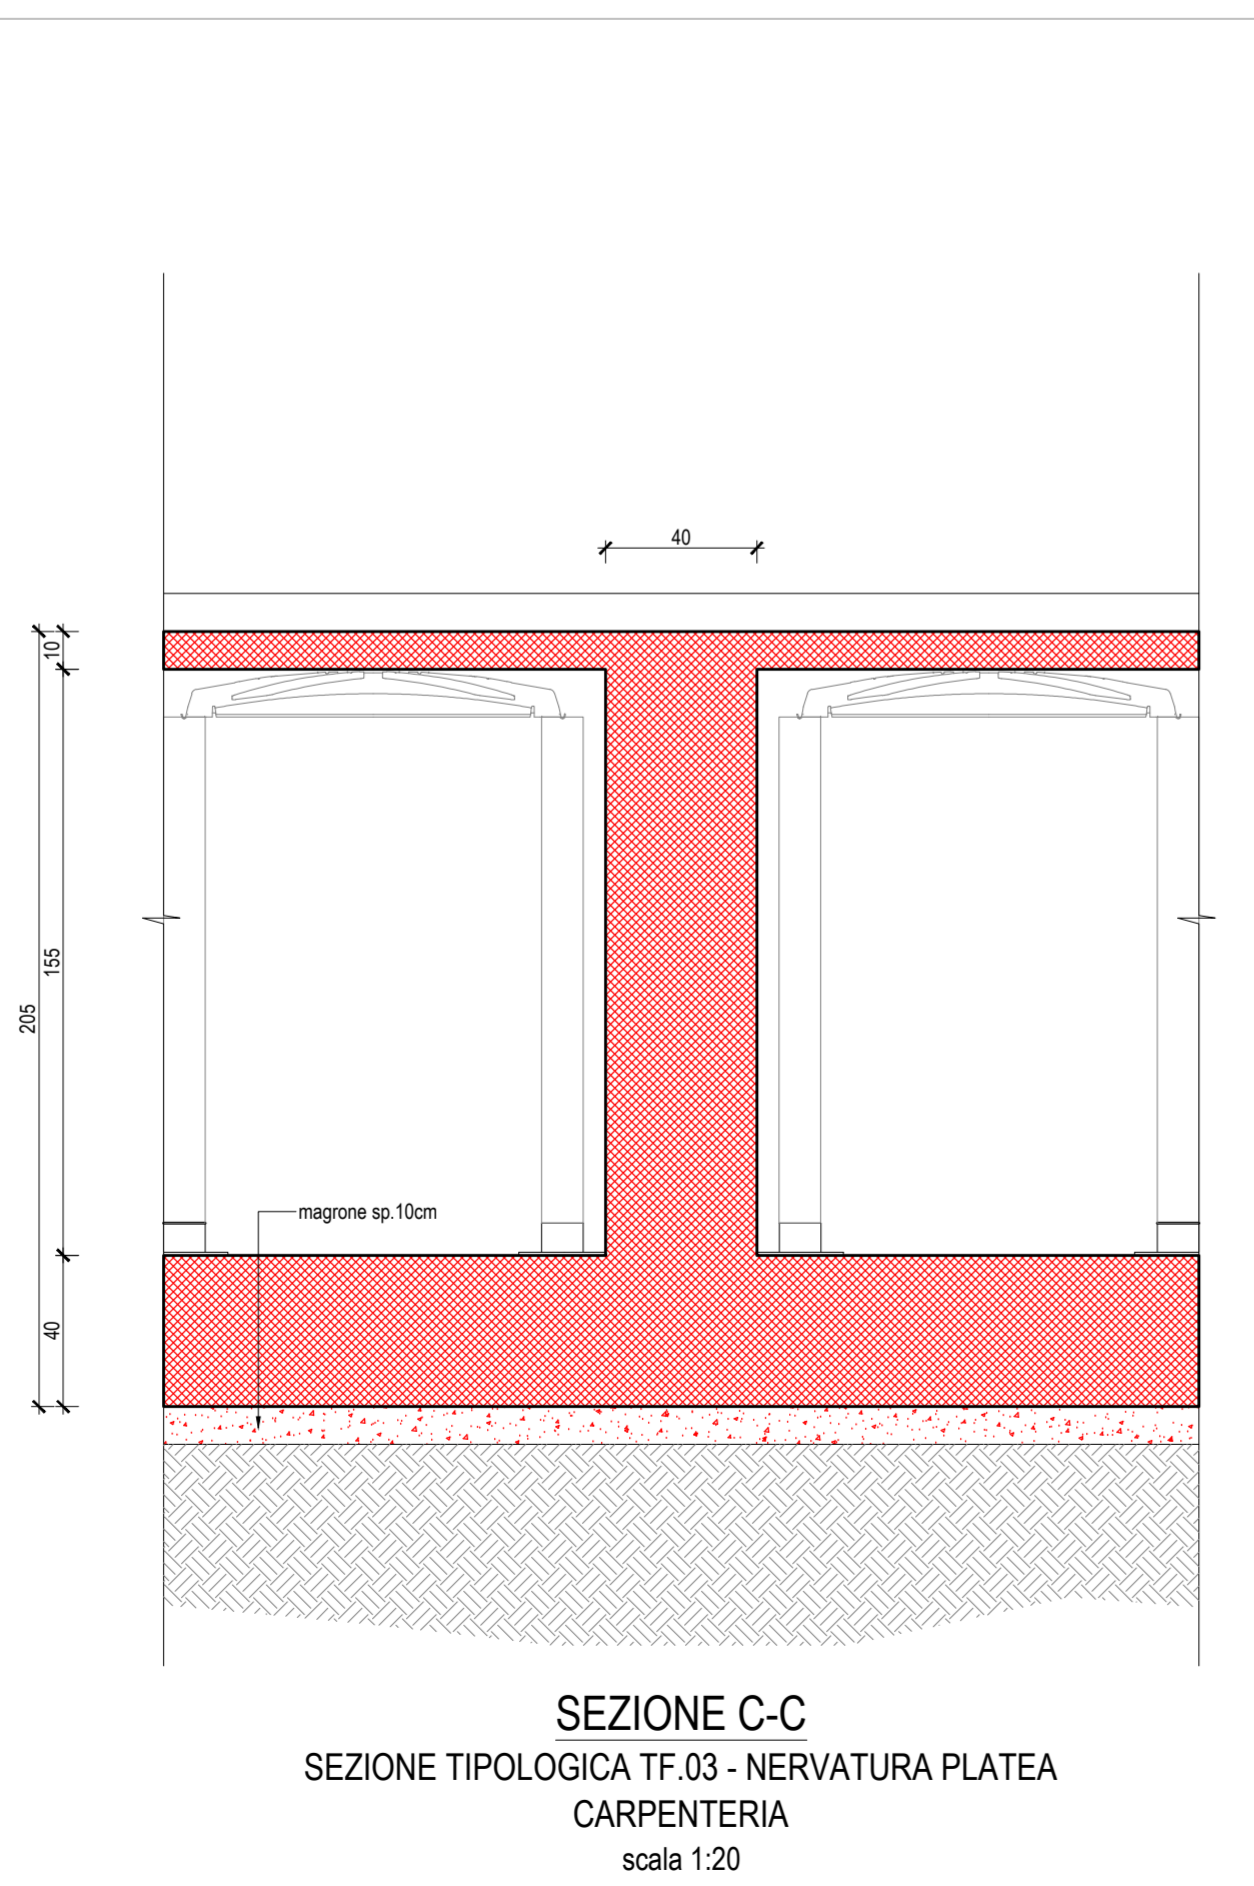 40
10
155
205
magrone sp.10cm
40
SEZIONE C-C
SEZIONE TIPOLOGICA TF.03 - NERVATURA PLATEA
CARPENTERIA
scala 1:20